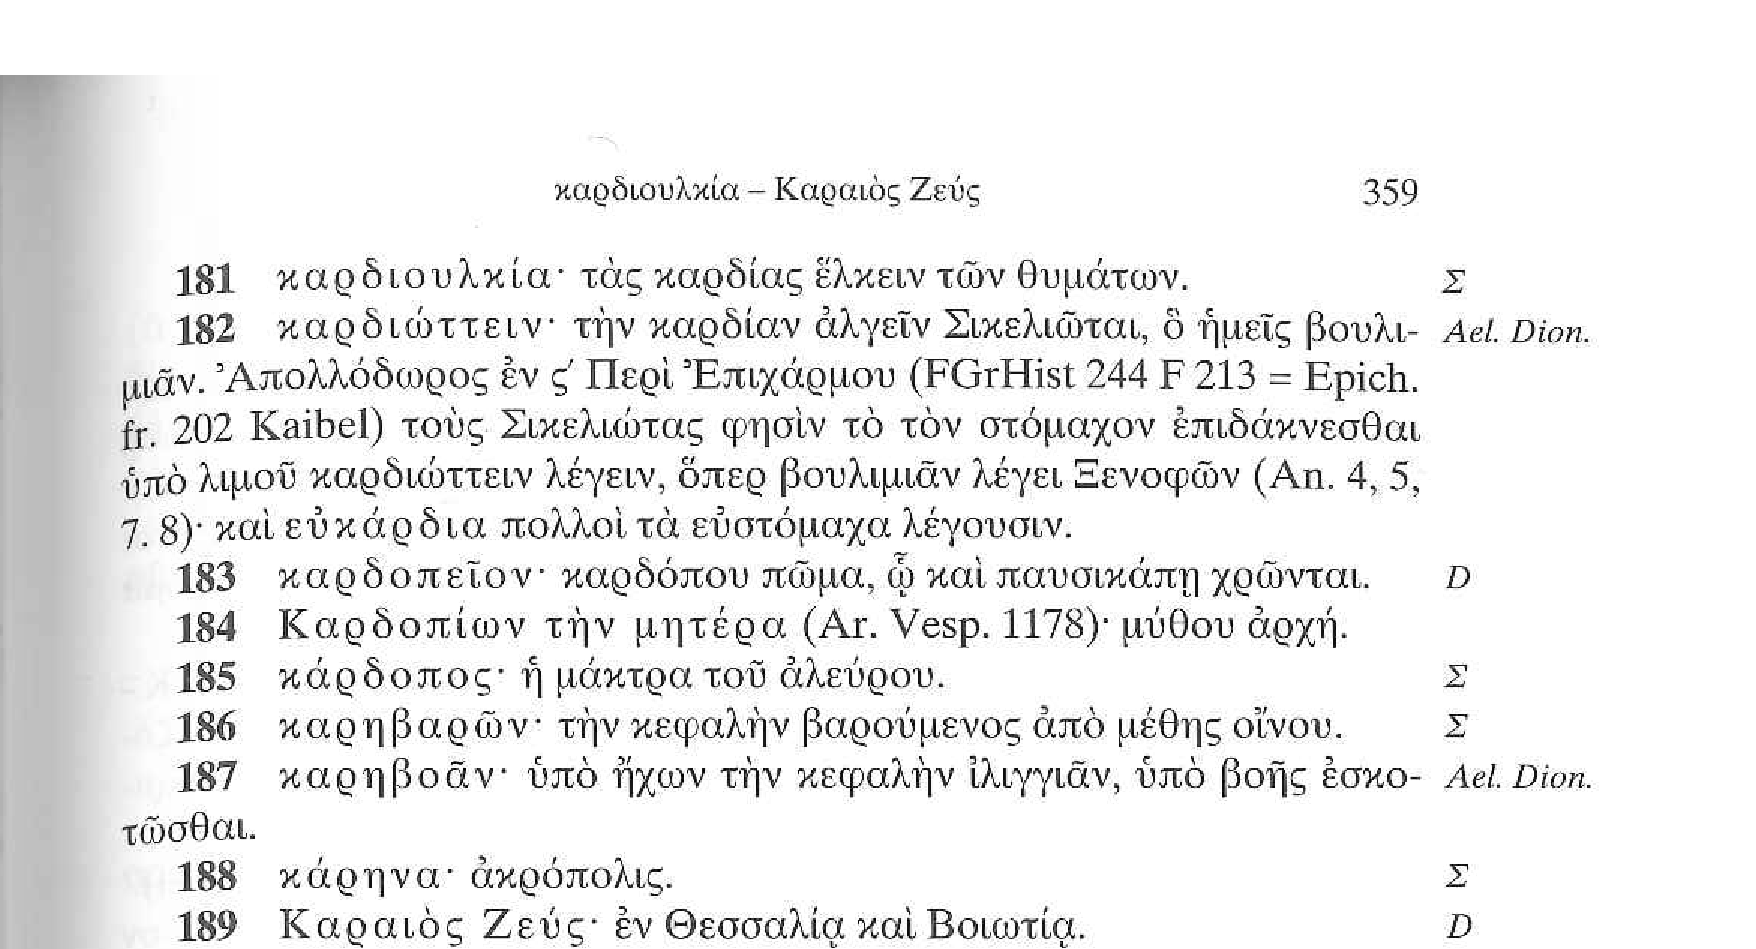 καρδιουλκία – Καραιὸς Ζεύς 359
181 καρδιουλκία· τὰς καρδίας ἕλκειν τῶν θυμάτων. Σ
182 καρδιώττειν· τὴν καρδίαν ἀλγεῖν Σικελιῶται, ὃ ἡμεῖς βουλι- Ael. Dion.
μιᾶν. Ἀπολλόδωρος ἐν ϛʹ Περὶ Ἐπιχάρμου (FGrHist 244 F 213 = Epich.
fr. 202 Kaibel) τοὺς Σικελιώτας φησὶν τὸ τὸν στόμαχον ἐπιδάκνεσθαι
ὑπὸ λιμοῦ καρδιώττειν λέγειν, ὅπερ βουλιμιᾶν λέγει Ξενοφῶν (An. 4, 5,
7. 8)· καὶ εὐκάρδια πολλοὶ τὰ εὐστόμαχα λέγουσιν.
183 καρδοπεῖον· καρδόπου πῶμα, ᾧ καὶ παυσικάπῃ χρῶνται. D
184 Καρδοπίων τὴν μητέρα (Ar. Vesp. 1178)· μύθου ἀρχή.
185 κάρδοπος· ἡ μάκτρα τοῦ ἀλεύρου. Σ
186 καρηβαρῶν· τὴν κεφαλὴν βαρούμενος ἀπὸ μέθης οἴνου. Σ
187 καρηβοᾶν· ὑπὸ ἤχων τὴν κεφαλὴν ἰλιγγιᾶν, ὑπὸ βοῆς ἐσκο- Ael. Dion.
τῶσθαι.
188 κάρηνα· ἀκρόπολις. Σ
189 Καραιὸς Ζεύς· ἐν Θεσσαλίᾳ καὶ Βοιωτίᾳ. D